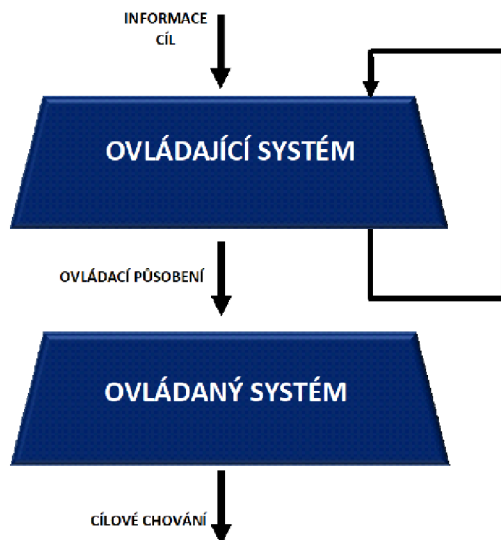 INFORMACE
CÍL
OVLÁDAJÍCÍ SYSTÉM
OVLÁDACÍ PŮSOBENÍ
OVLÁDANÝ SYSTÉM
CÍLOVÉ CHOVÁNÍ